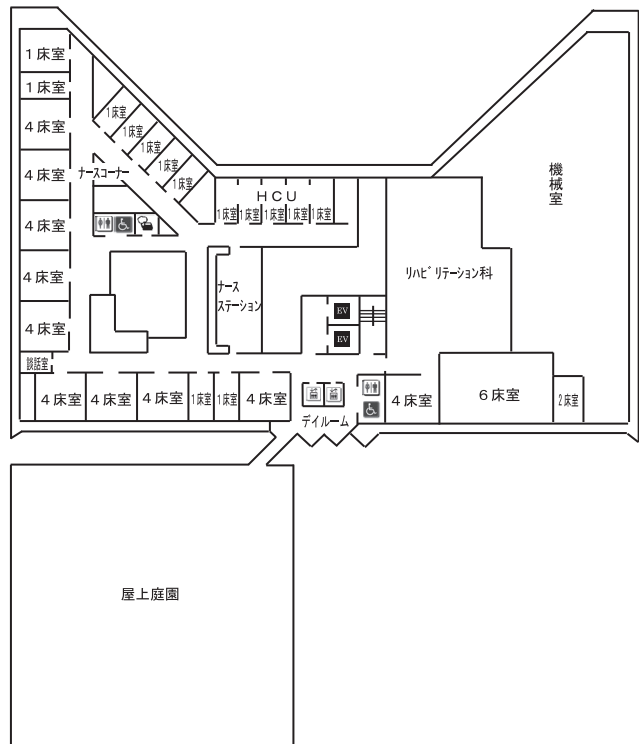 1床室
1床室
4床室
4床室
4床室
4床室
4床室
談話室
1床室
1床室
1床室
1床室
1床室
ナースコーナー
HCU
1床室
1床室
1床室
1床室
1床室
機械室
ナース
ステーション
EV
EV
リハビリテーション科
4床室
4床室
4床室
1床室
1床室
4床室
デイルーム
4床室
6床室
2床室
屋上庭園